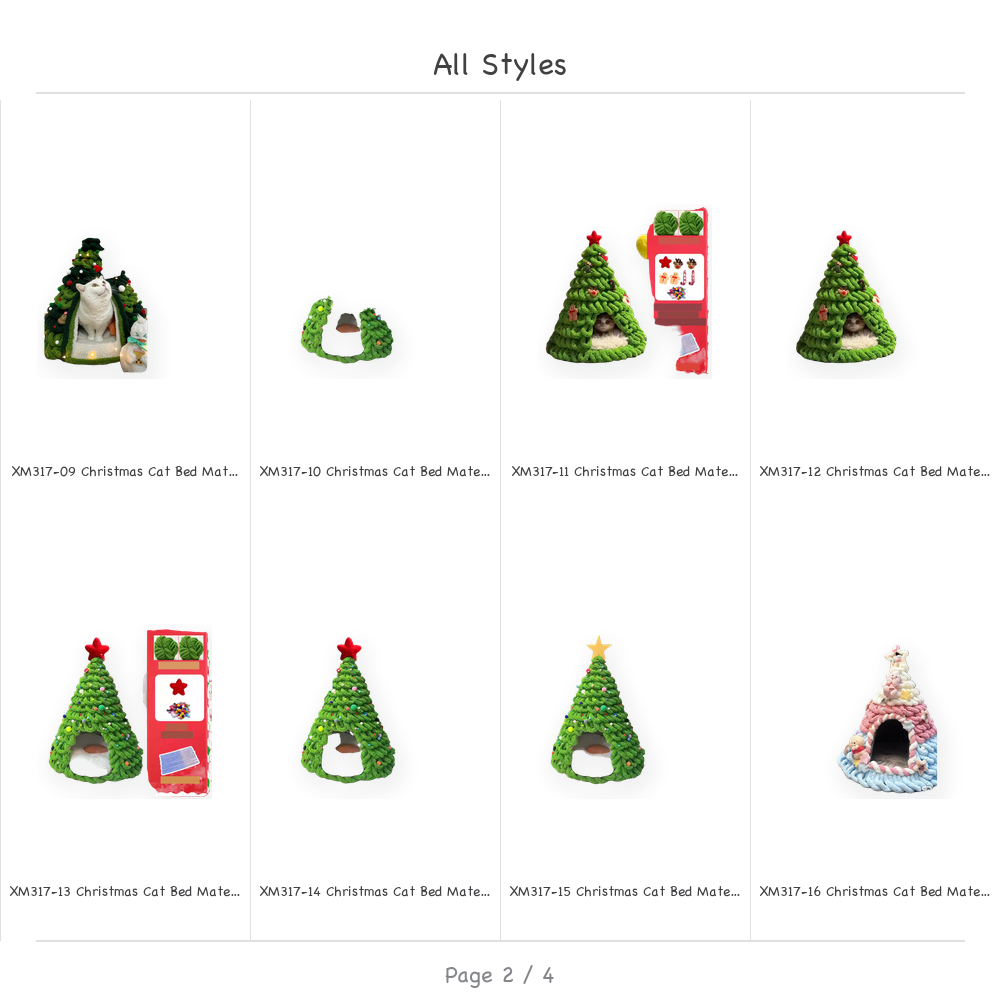 All Styles
XM317-09 Christmas Cat Bed Mat...
XM317-10 Christmas Cat Bed Mate...
XM317-11 Christmas Cat Bed Mate...
XM317-12 Christmas Cat Bed Mate...
XM317-13 Christmas Cat Bed Mate...
XM317-14 Christmas Cat Bed Mate...
XM317-15 Christmas Cat Bed Mate...
XM317-16 Christmas Cat Bed Mate...
Page 2 / 4